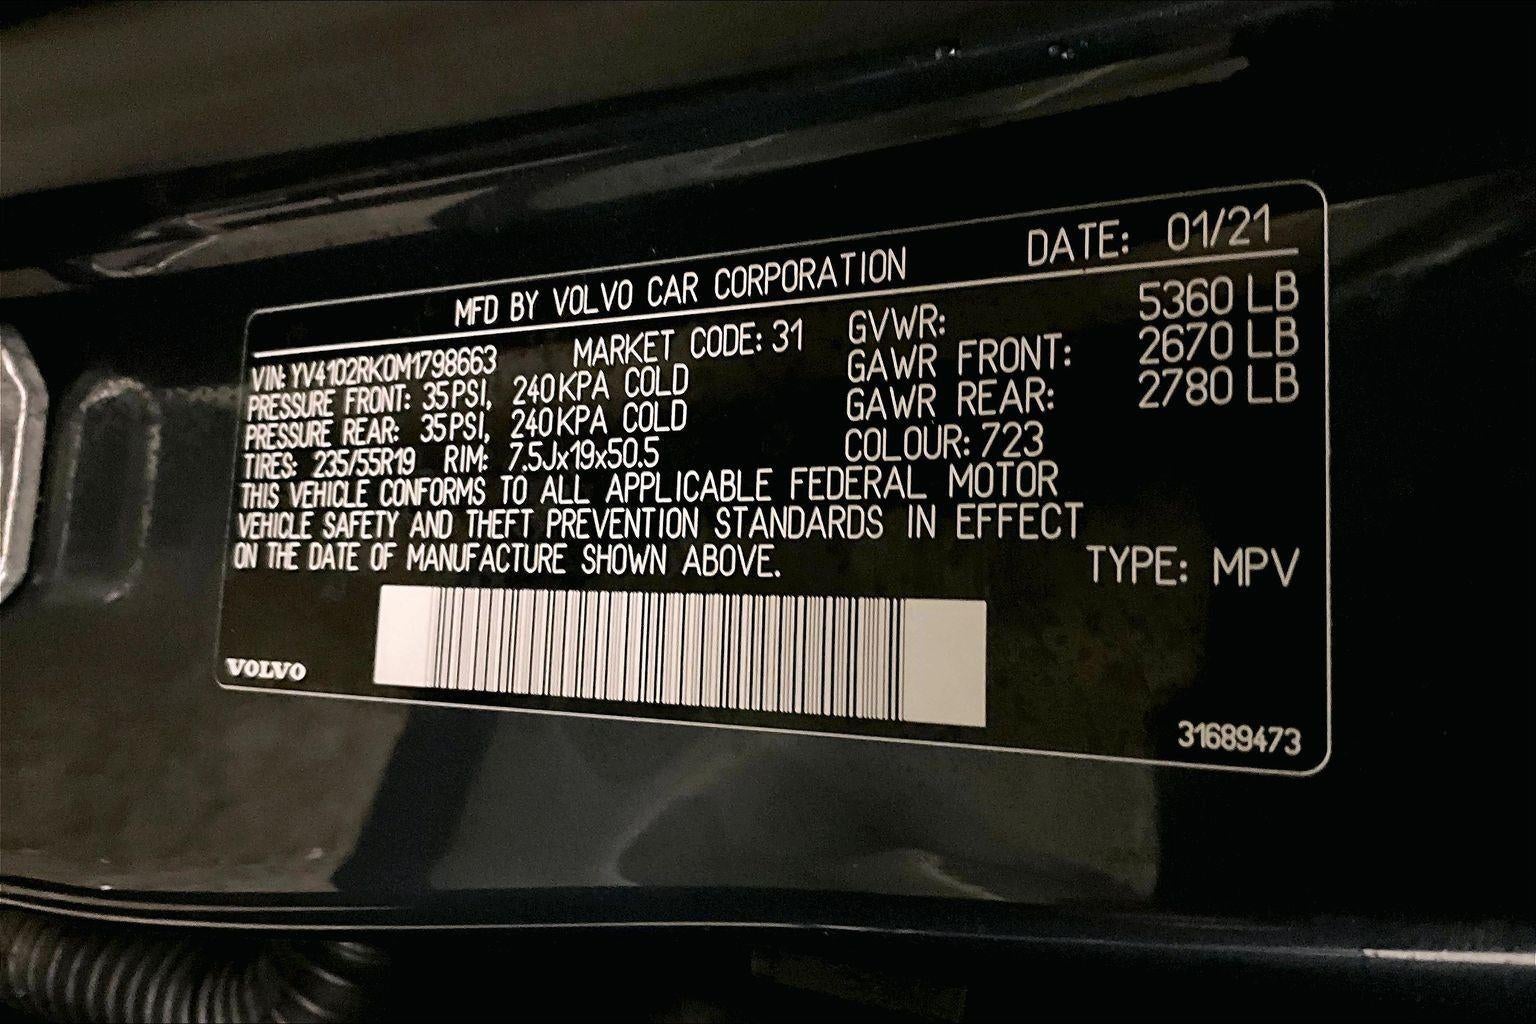 MFD BY VOLVO CAR CORPORATION DATE: 01/21
VIN: YV4102RK0M1798663 MARKET CODE: 31 GVWR: 5360 LB
PRESSURE FRONT: 35PSI, 240KPA COLD GAWR FRONT: 2670 LB
PRESSURE REAR: 35PSI, 240KPA COLD GAWR REAR: 2780 LB
TIRES: 235/55R19 RIM: 7.5Jx19x50.5 COLOUR: 723
THIS VEHICLE CONFORMS TO ALL APPLICABLE FEDERAL MOTOR
VEHICLE SAFETY AND THEFT PREVENTION STANDARDS IN EFFECT
ON THE DATE OF MANUFACTURE SHOWN ABOVE. TYPE: MPV
VOLVO
31689473